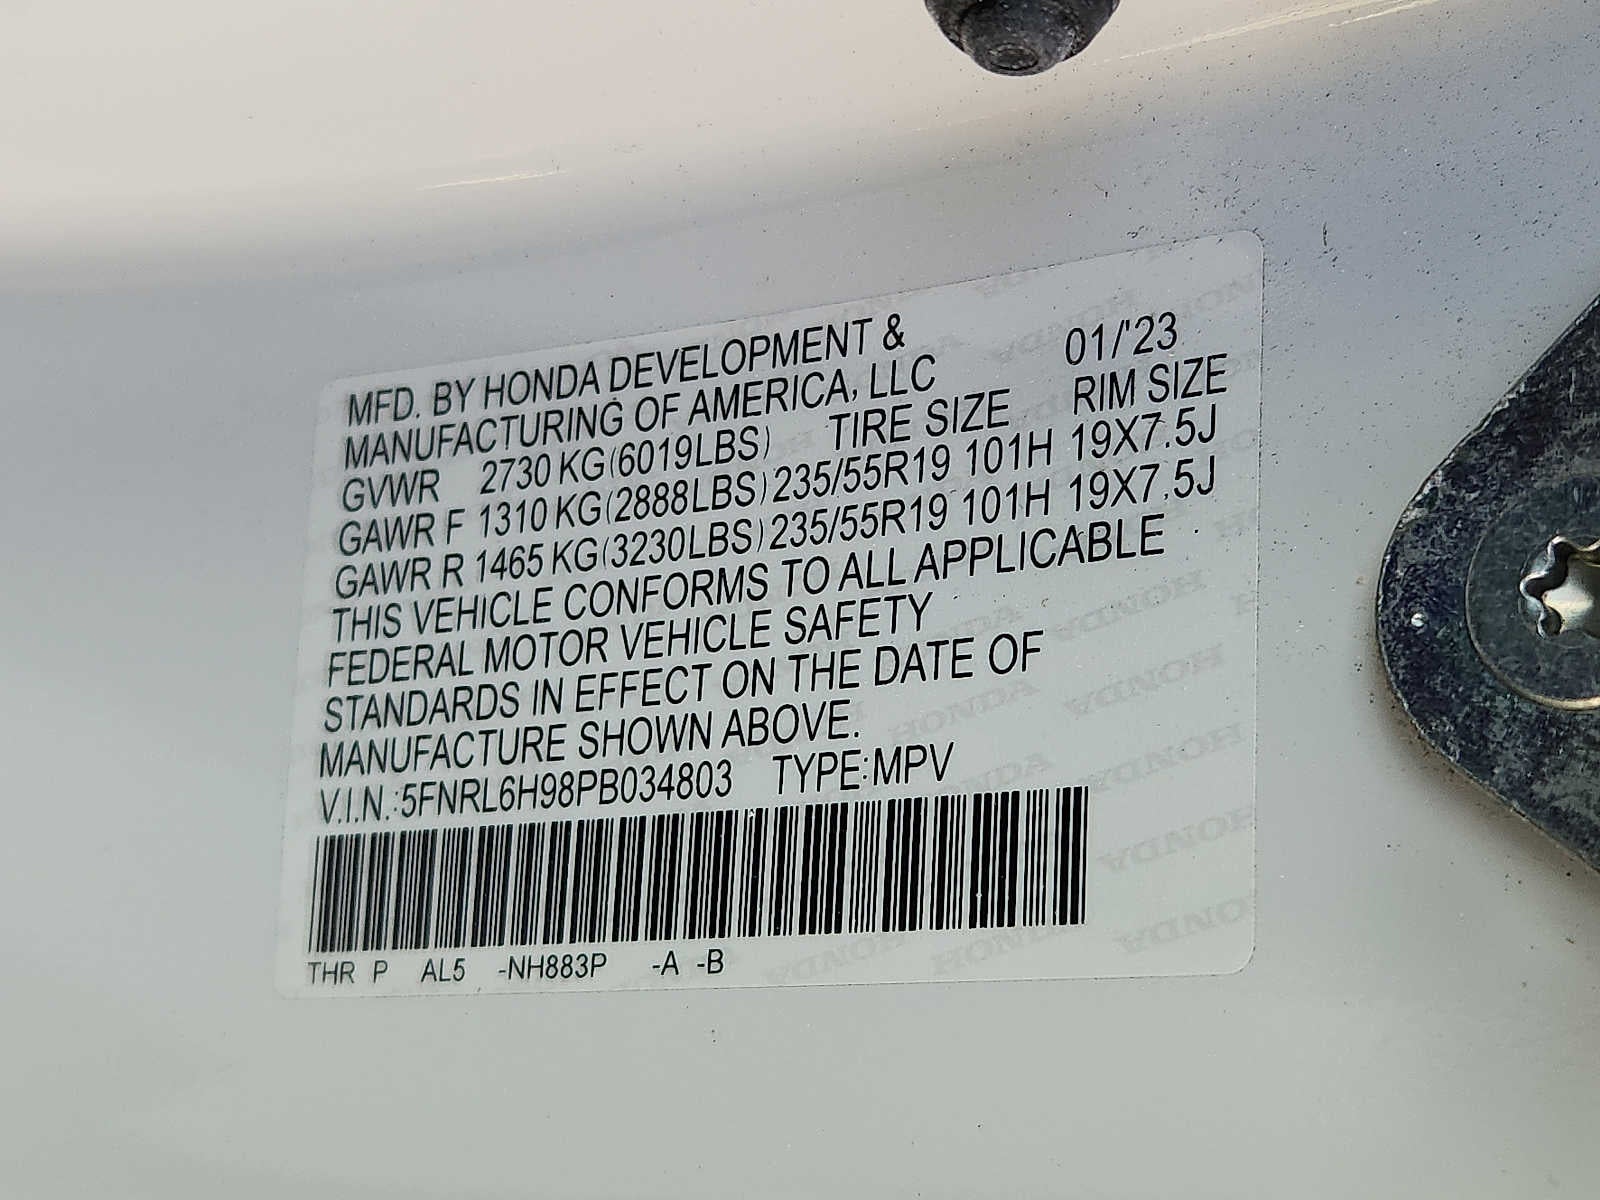 MFD. BY HONDA DEVELOPMENT & 01/'23
MANUFACTURING OF AMERICA, LLC
GVWR 2730 KG(6019LBS) TIRE SIZE RIM SIZE
GAWR F 1310 KG(2888LBS) 235/55R19 101H 19X7.5J
GAWR R 1465 KG(3230LBS) 235/55R19 101H 19X7.5J
THIS VEHICLE CONFORMS TO ALL APPLICABLE
FEDERAL MOTOR VEHICLE SAFETY
STANDARDS IN EFFECT ON THE DATE OF
MANUFACTURE SHOWN ABOVE.
V.I.N.:5FNRL6H98PB034803 TYPE:MPV
THR P AL5 -NH883P -A -B